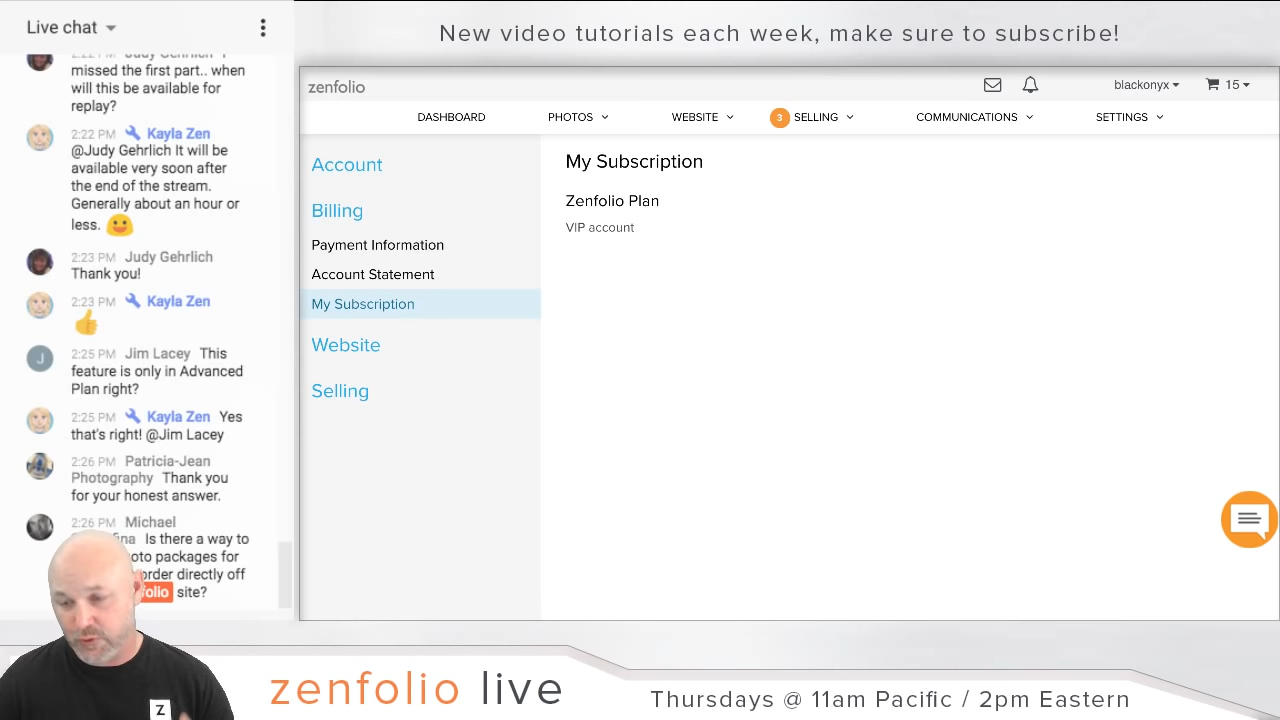 Live chat
missed the first part.. when
will this be available for
replay?
2:22 PM Kayla Zen
@Judy Gehrlich It will be
available very soon after
the end of the stream.
Generally about an hour or
less.
2:23 PM Judy Gehrlich
Thank you!
2:23 PM Kayla Zen
J
2:25 PM Jim Lacey This
feature is only in Advanced
Plan right?
2:25 PM Kayla Zen Yes
that's right! @Jim Lacey
2:26 PM Patricia-Jean
Photography Thank you
for your honest answer.
2:26 PM Michael
Is there a way to
packages for
order directly off
site?
New video tutorials each week, make sure to subscribe!
zenfolio
blackonyx
15
DASHBOARD
PHOTOS
WEBSITE
3 SELLING
COMMUNICATIONS
SETTINGS
Account
Billing
Payment Information
Account Statement
My Subscription
Website
Selling
My Subscription
Zenfolio Plan
VIP account
Z
zenfolio live
Thursdays @ 11am Pacific / 2pm Eastern